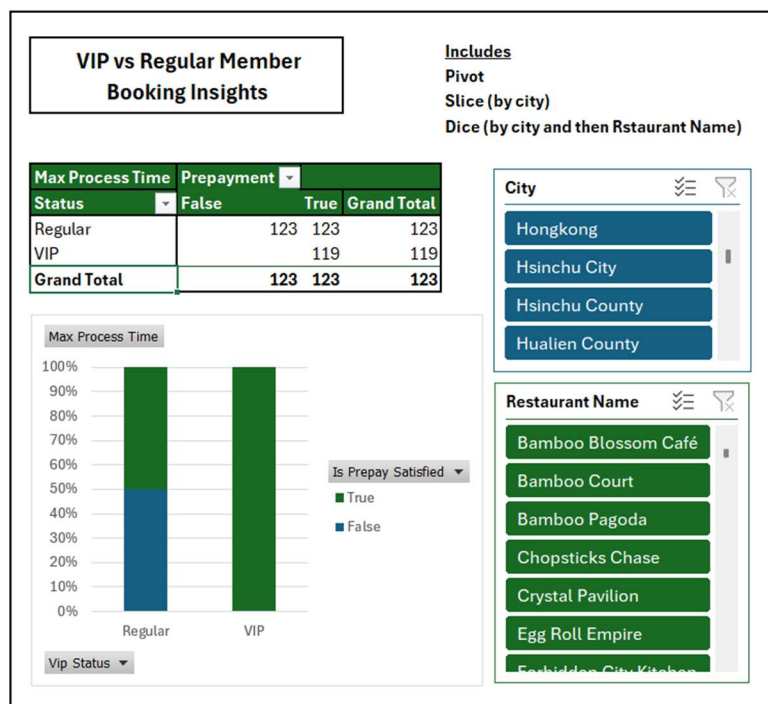 VIP vs Regular Member
Booking Insights
Includes
Pivot
Slice (by city)
Dice (by city and then Rstaurant Name)
Max Process Time Prepayment
Status False True Grand Total
Regular 123 123 123
VIP 119 119
Grand Total 123 123 123
City
Hongkong
Hsinchu City
Hsinchu County
Hualien County
Max Process Time
100%
90%
80%
70%
60%
50%
40%
30%
20%
10%
0%
Regular VIP
Vip Status
Is Prepay Satisfied
True
False
Restaurant Name
Bamboo Blossom Café
Bamboo Court
Bamboo Pagoda
Chopsticks Chase
Crystal Pavilion
Egg Roll Empire
Forbidden City Kitchen